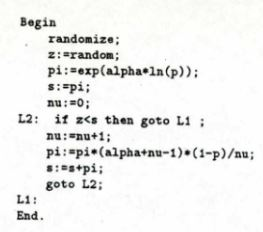 Begin
randomize;
z:=random;
pi:=exp(alpha*ln(p));
s:=pi;
nu:=0;
L2: if z<s then goto L1 ;
nu:=nu+1;
pi:=pi*(alpha+nu-1)*(1-p)/nu;
s:=s+pi;
goto L2;
L1:
End.